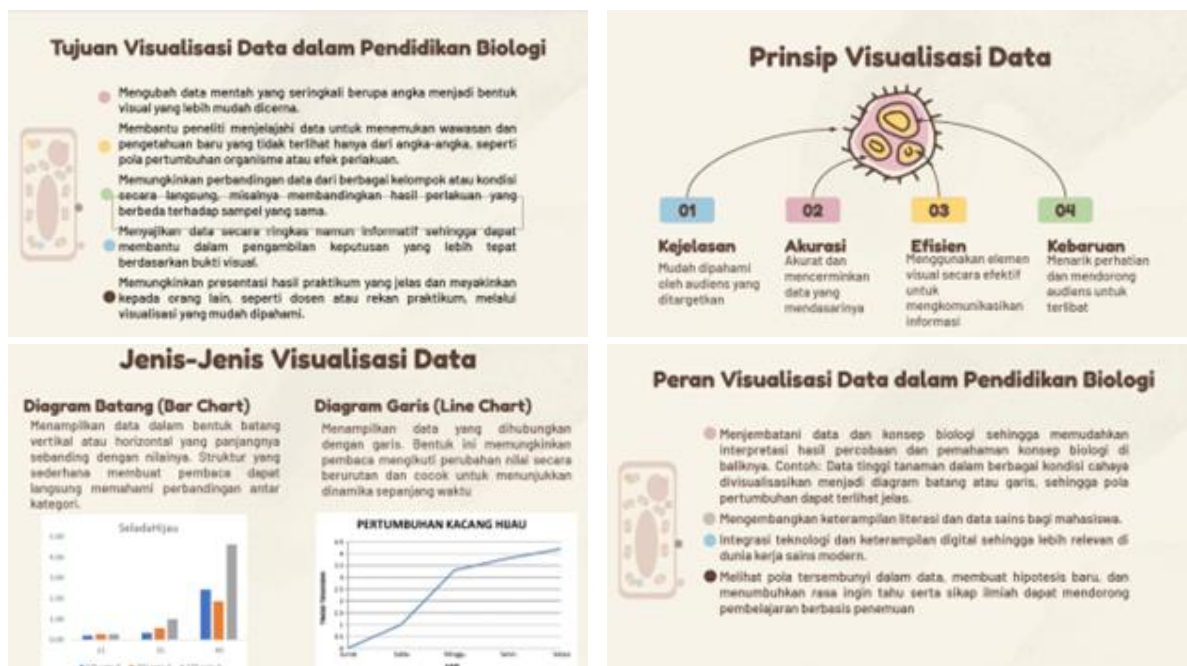 Tujuan Visualisasi Data dalam Pendidikan Biologi
Mengubah data mentah yang seringkali berupa angka menjadi bentuk
visual yang lebih mudah dicerna.
Membantu peneliti menjelajahi data untuk menemukan wawasan dan
pengetahuan baru yang tidak terlihat hanya dari angka-angka, seperti
pola pertumbuhan organisme atau efek perlakuan.
Memungkinkan perbandingan data dari berbagai kelompok atau kondisi
secara langsung, misalnya membandingkan hasil perlakuan yang
berbeda terhadap sampel yang sama.
Menyajikan data secara ringkas namun informatif sehingga dapat
membantu dalam pengambilan keputusan yang lebih tepat
berdasarkan bukti visual.
Memungkinkan presentasi hasil praktikum yang jelas dan meyakinkan
kepada orang lain, seperti dosen atau rekan praktikum, melalui
visualisasi yang mudah dipahami.
Prinsip Visualisasi Data
01
Kejelasan
Mudah dipahami
oleh audiens yang
ditargetkan
02
Akurasi
Akurat dan
mencerminkan
data yang
mendasarinya
03
Efisien
Menggunakan elemen
visual secara efektif
untuk
mengkomunikasikan
informasi
04
Kebaruan
Menarik perhatian
dan mendorong
audiens untuk
terlibat
Jenis-Jenis Visualisasi Data
Diagram Batang (Bar Chart)
Menampilkan data dalam bentuk batang
vertikal atau horizontal yang panjangnya
sebanding dengan nilainya. Struktur yang
sederhana membuat pembaca dapat
langsung memahami perbandingan antar
kategori.
SeladaHijau
Diagram Garis (Line Chart)
Menampilkan data yang dihubungkan
dengan garis. Bentuk ini memungkinkan
pembaca mengikuti perubahan nilai secara
berurutan dan cocok untuk menunjukkan
dinamika sepanjang waktu
PERTUMBUHAN KACANG HIJAU
Peran Visualisasi Data dalam Pendidikan Biologi
Menjembatani data dan konsep biologi sehingga memudahkan
interpretasi hasil percobaan dan pemahaman konsep biologi di
baliknya. Contoh: Data tinggi tanaman dalam berbagai kondisi cahaya
divisualisasikan menjadi diagram batang atau garis, sehingga pola
pertumbuhan dapat terlihat jelas.
Mengembangkan keterampilan literasi dan data sains bagi mahasiswa.
Integrasi teknologi dan keterampilan digital sehingga lebih relevan di
dunia kerja sains modern.
Melihat pola tersembunyi dalam data, membuat hipotesis baru, dan
menumbuhkan rasa ingin tahu serta sikap ilmiah dapat mendorong
pembelajaran berbasis penemuan